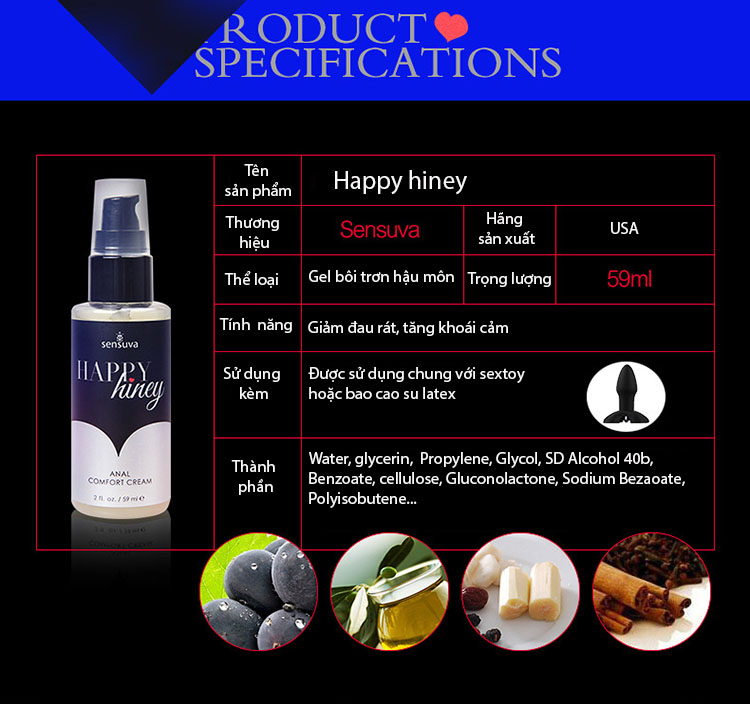 PRODUCT
SPECIFICATIONS
Tên
sản phẩm
Happy hiney
Thương
hiệu
Sensuva
Hãng
sản xuất
USA
Thể loại
Gel bôi trơn hậu môn
Trọng lượng
59ml
Tính năng
Giảm đau rát, tăng khoái cảm
Sử dụng
kèm
Được sử dụng chung với sextoy
hoặc bao cao su latex
Thành
phần
Water, glycerin, Propylene, Glycol, SD Alcohol 40b,
Benzoate, cellulose, Gluconolactone, Sodium Bezaoate,
Polyisobutene...
sensuva
HAPPY
hiney
ANAL
COMFORT CREAM
2 fl. oz. / 59 ml e